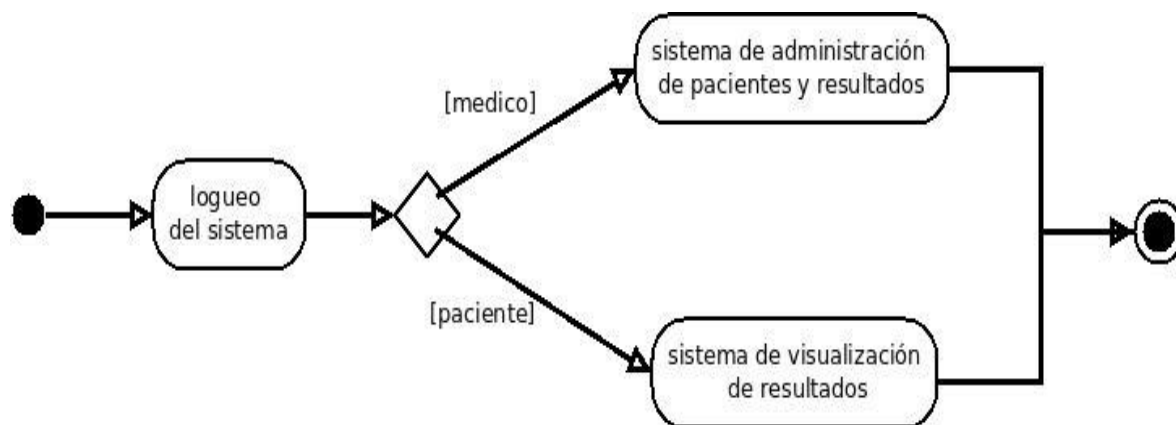 logueo
del sistema
[medico]
sistema de administración
de pacientes y resultados
[paciente]
sistema de visualización
de resultados